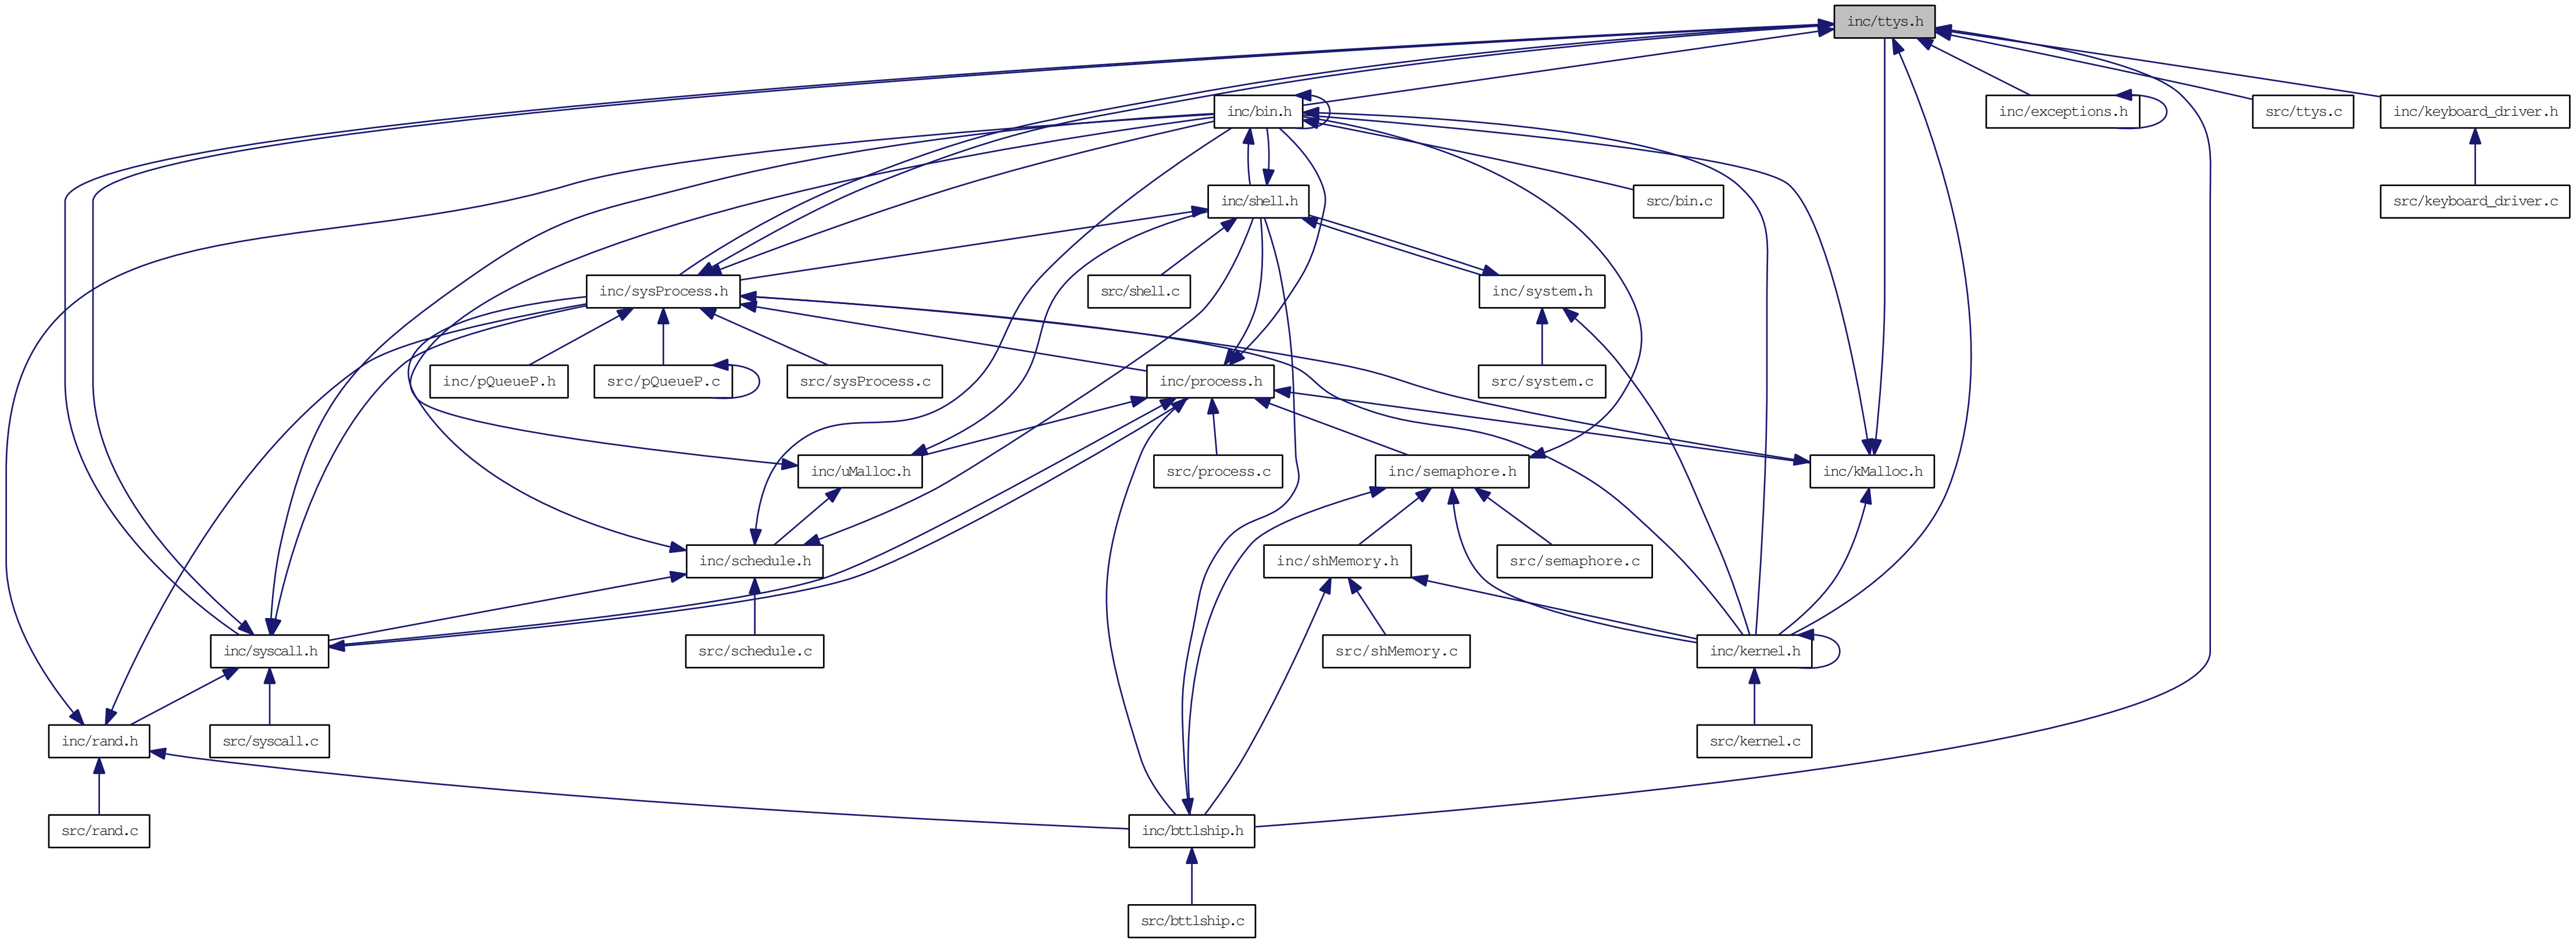 inc/ttys.h
inc/bin.h
inc/exceptions.h
src/ttys.c
inc/keyboard_driver.h
inc/shell.h
src/bin.c
src/keyboard_driver.c
inc/sysProcess.h
src/shell.c
inc/system.h
inc/pQueueP.h
src/pQueueP.c
src/sysProcess.c
inc/process.h
src/system.c
inc/uMalloc.h
src/process.c
inc/semaphore.h
inc/kMalloc.h
inc/schedule.h
inc/shMemory.h
src/semaphore.c
inc/syscall.h
src/schedule.c
src/shMemory.c
inc/kernel.h
inc/rand.h
src/syscall.c
src/kernel.c
src/rand.c
inc/bttlship.h
src/bttlship.c